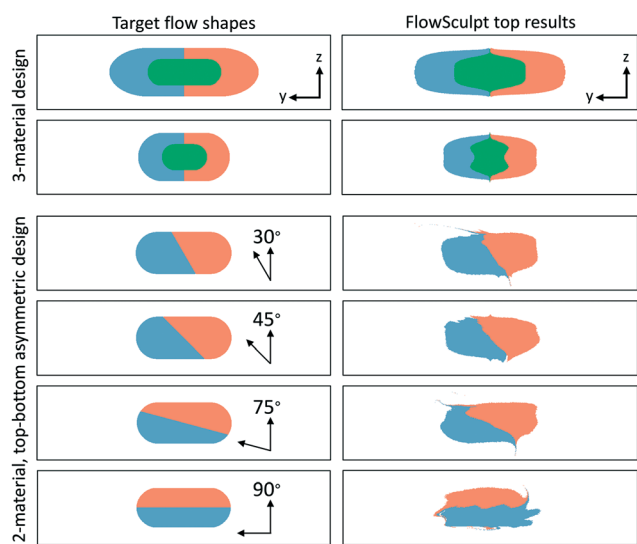 Target flow shapes
FlowSculpt top results
3-material design
z
y
z
y
2-material, top-bottom asymmetric design
30°
45°
75°
90°